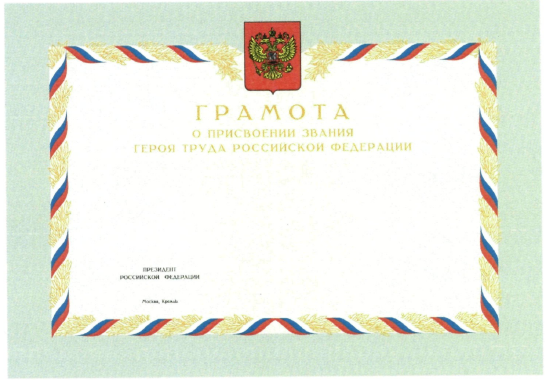 ГРАМОТА
О ПРИСВОЕНИИ ЗВАНИЯ
ГЕРОЯ ТРУДА РОССИЙСКОЙ ФЕДЕРАЦИИ
ПРЕЗИДЕНТ
РОССИЙСКОЙ ФЕДЕРАЦИИ
Москва, Кремль